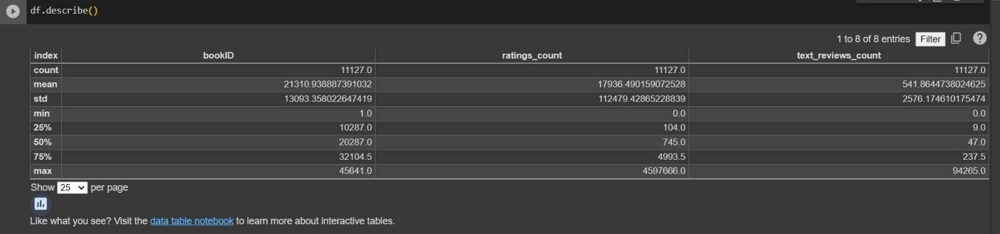 df.describe()
1 to 8 of 8 entries Filter
index bookID ratings_count text_reviews_count
count 11127.0 11127.0 11127.0
mean 21310.938887391032 17936.490159072528 541.8644738024625
std 13093.358022647419 112479.42865228839 2576.174610175474
min 1.0 0.0 0.0
25% 10287.0 104.0 9.0
50% 20287.0 745.0 47.0
75% 32104.5 4993.5 237.5
max 45641.0 4597666.0 94265.0
Show 25 per page
Like what you see? Visit the data table notebook to learn more about interactive tables.